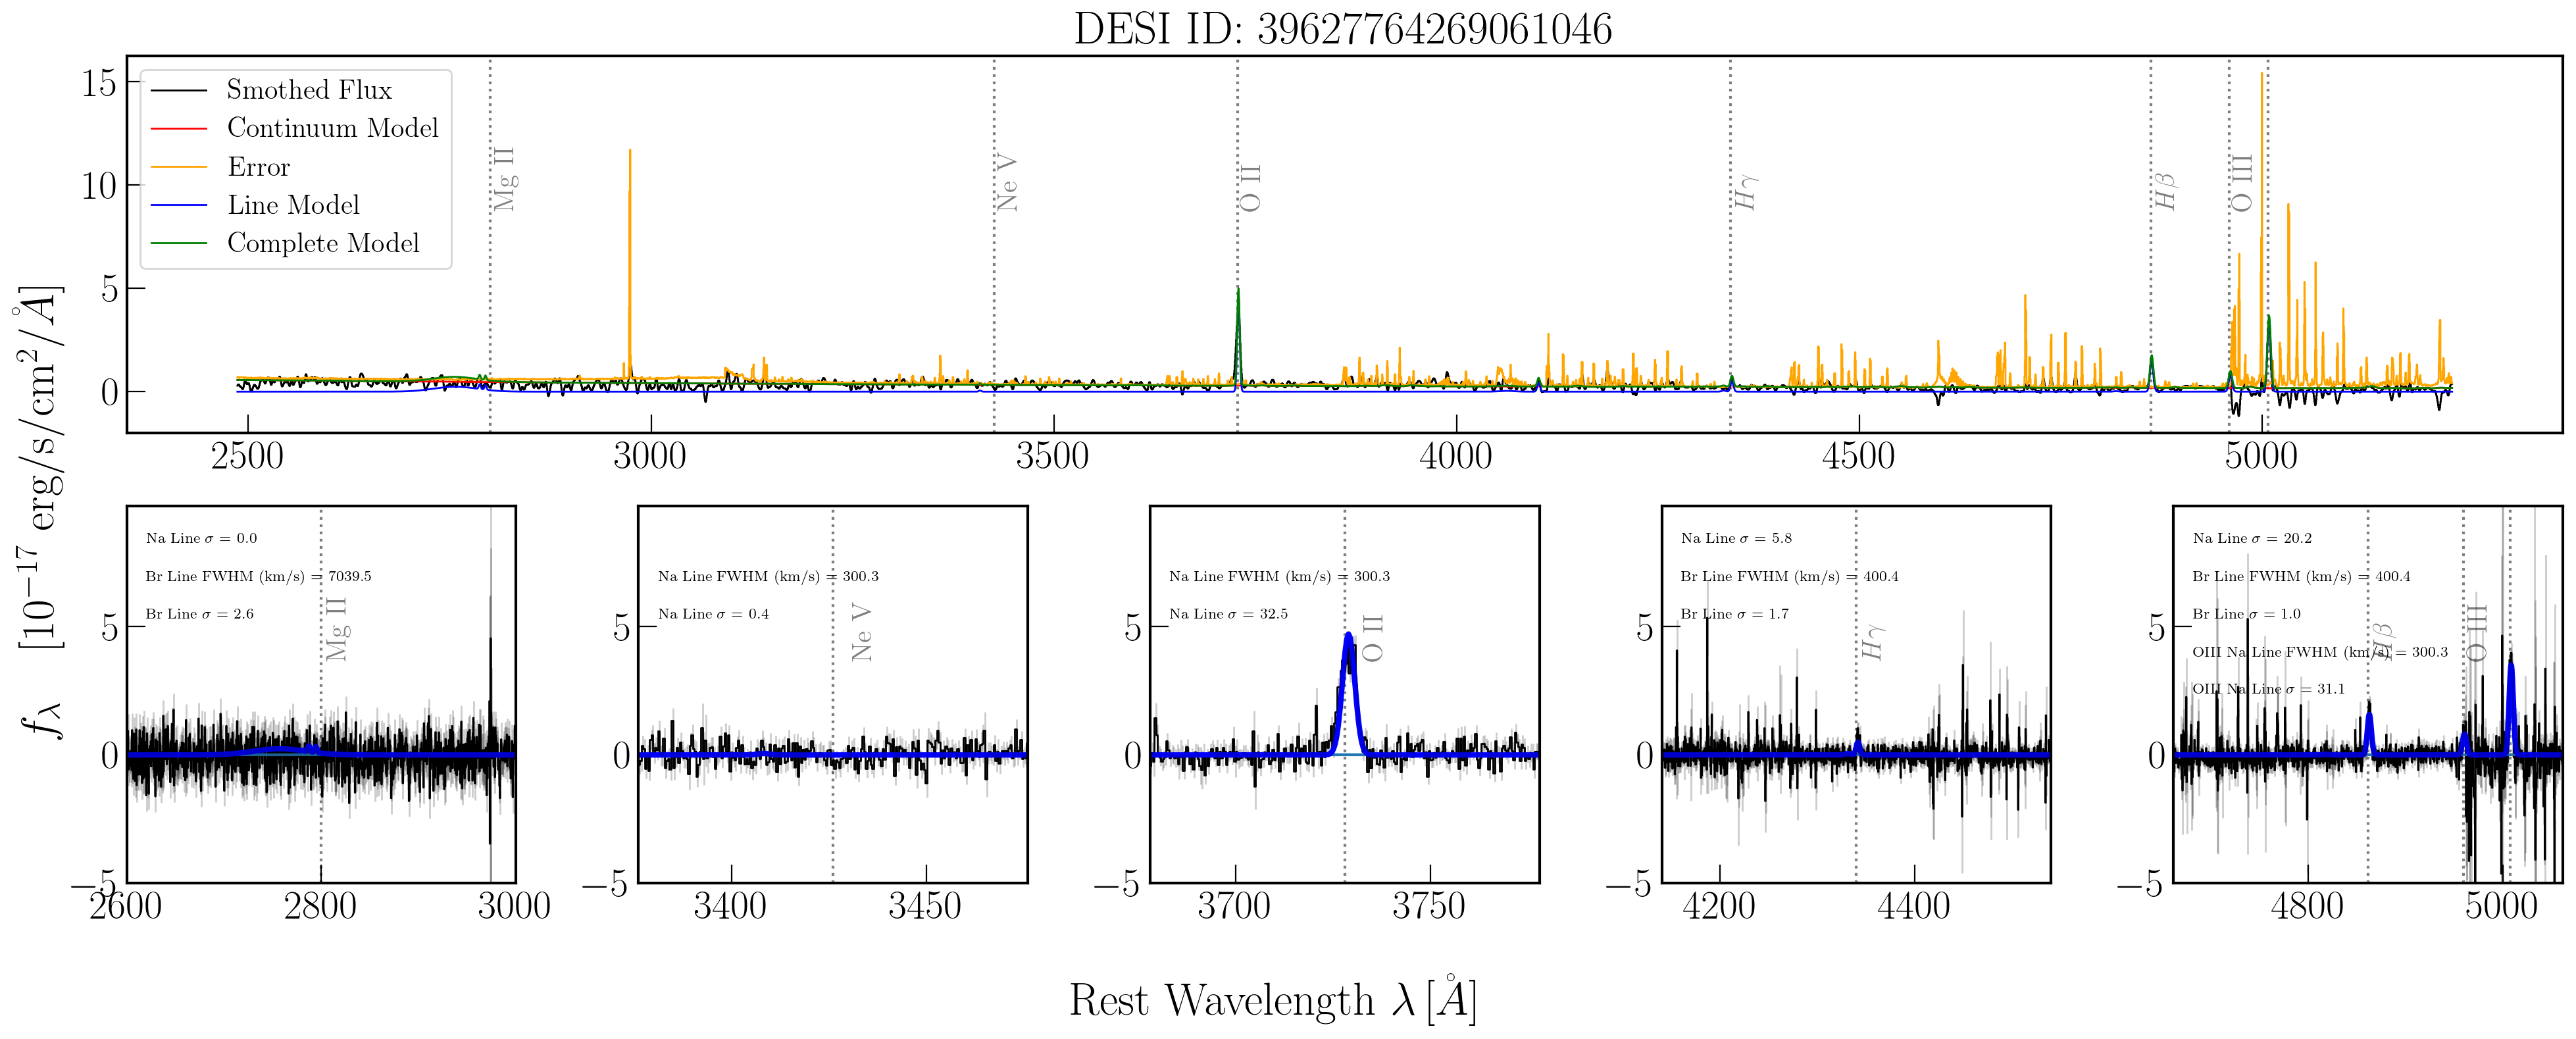 DESI ID: 39627764269061046
15
10
5
0
Smothed Flux
Continuum Model
Error
Line Model
Complete Model
Mg II
Ne V
O II
Hγ
Hβ
O III
2500
3000
3500
4000
4500
5000
f_λ [10^{-17} erg/s/cm^2/Å]
Na Line σ = 0.0
Br Line FWHM (km/s) = 7039.5
Br Line σ = 2.6
Mg II
5
0
−5
2600
2800
3000
Na Line FWHM (km/s) = 300.3
Na Line σ = 0.4
Ne V
5
0
−5
3400
3450
Na Line FWHM (km/s) = 300.3
Na Line σ = 32.5
O II
5
0
−5
3700
3750
Na Line σ = 5.8
Br Line FWHM (km/s) = 400.4
Br Line σ = 1.7
Hγ
5
0
−5
4200
4400
Na Line σ = 20.2
Br Line FWHM (km/s) = 400.4
Br Line σ = 1.0
OIII Na Line FWHM (km/s) = 300.3
OIII Na Line σ = 31.1
Hβ
O III
5
0
−5
4800
5000
Rest Wavelength λ [Å]